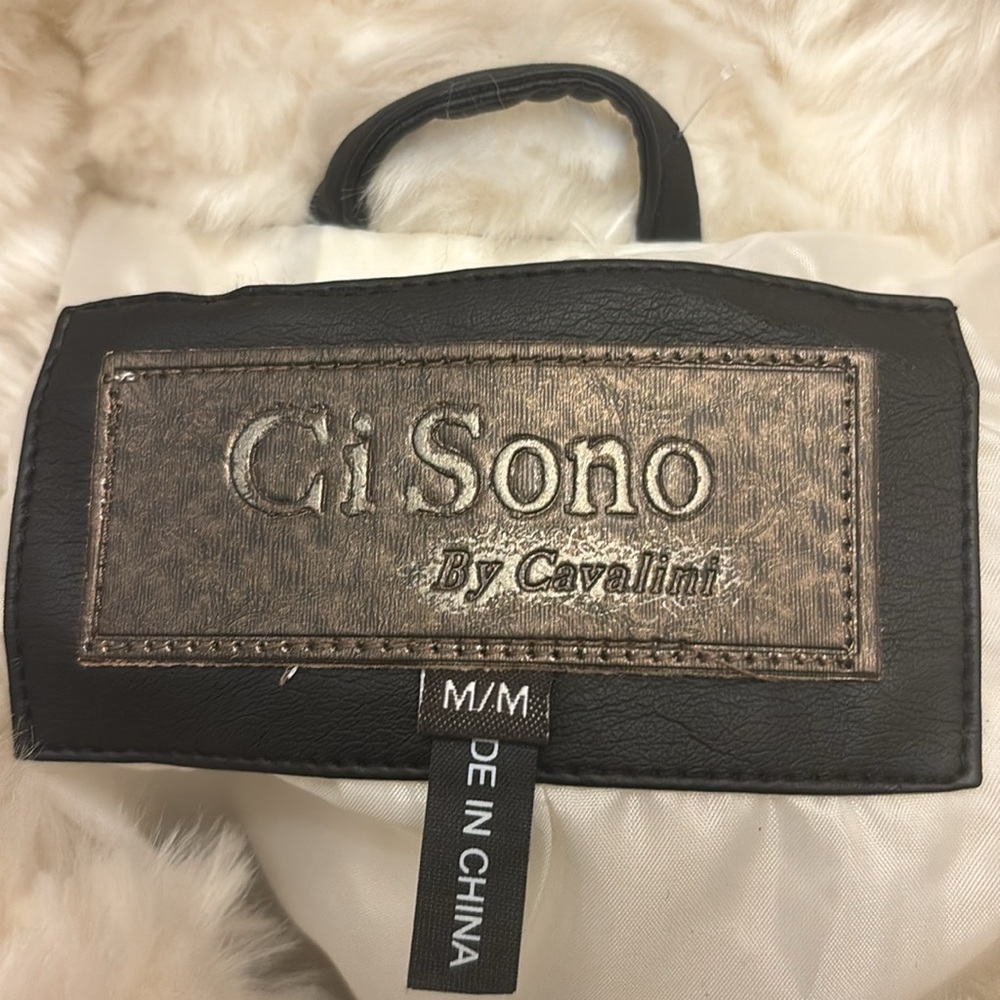 Ci Sono
By Cavalini
M/M
DE IN CHINA